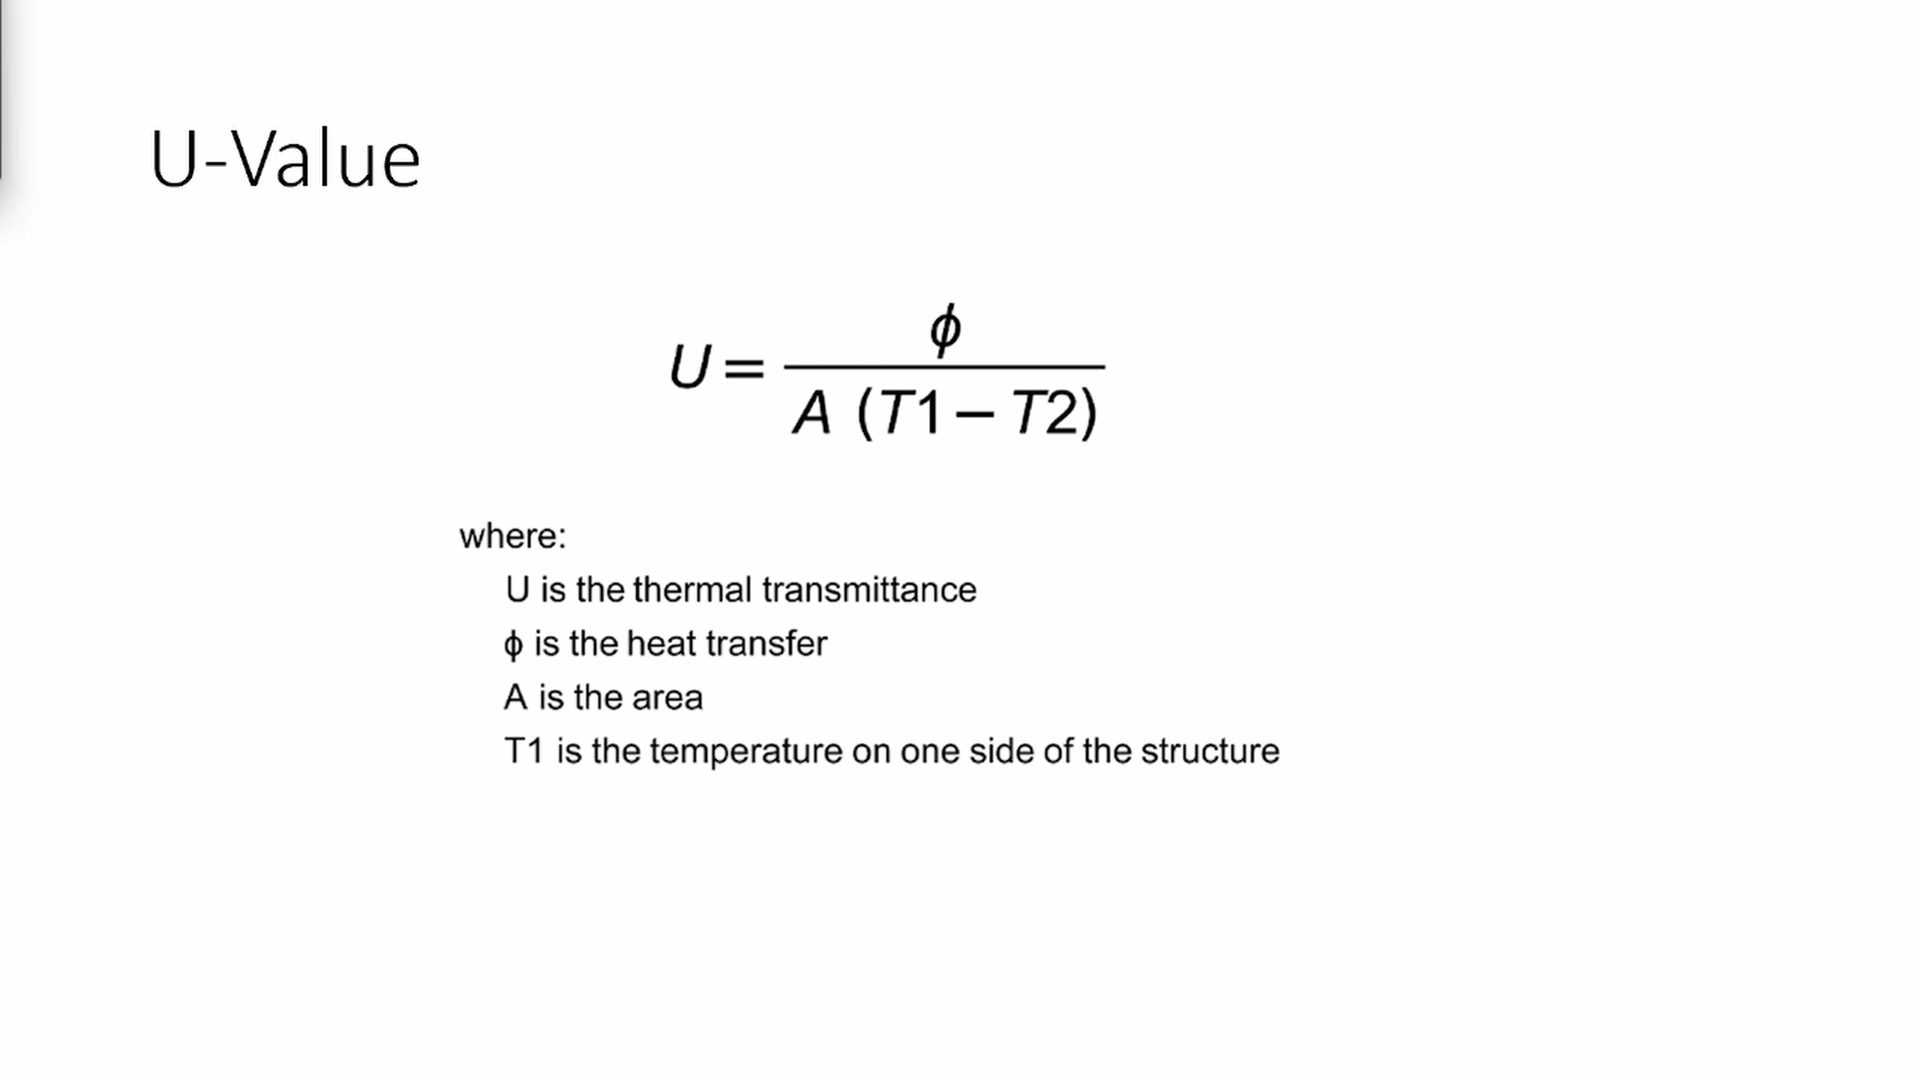 U-Value
U = ϕ / A (T1 – T2)
where:
U is the thermal transmittance
ϕ is the heat transfer
A is the area
T1 is the temperature on one side of the structure